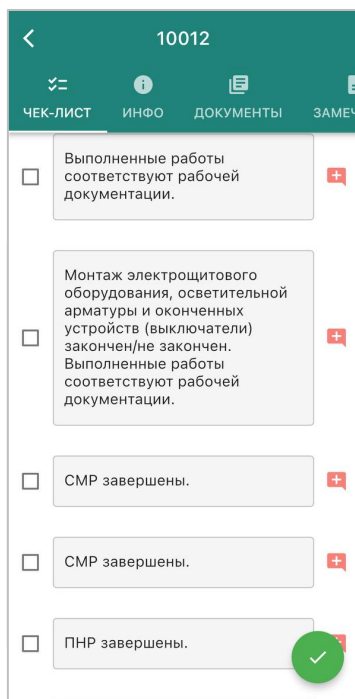 10012
ЧЕК-ЛИСТ ИНФО ДОКУМЕНТЫ ЗАМЕЧ
Выполненные работы
соответствуют рабочей
документации.
Монтаж электрощитового
оборудования, осветительной
арматуры и оконченных
устройств (выключатели)
закончен/не закончен.
Выполненные работы
соответствуют рабочей
документации.
СМР завершены.
СМР завершены.
ПНР завершены.